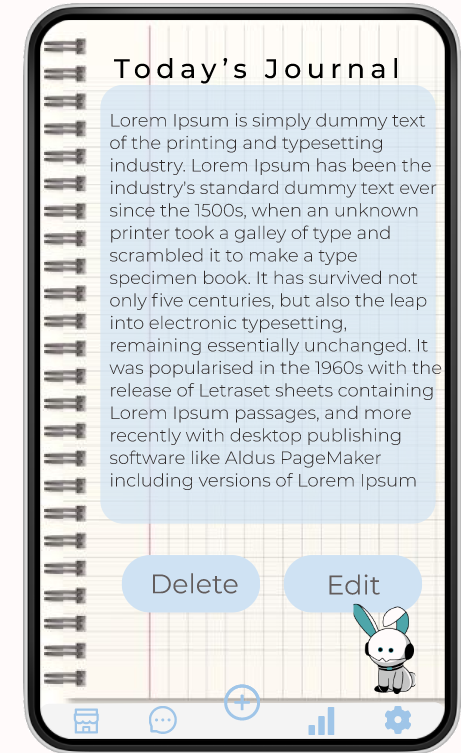 Today's Journal
Lorem Ipsum is simply dummy text
of the printing and typesetting
industry. Lorem Ipsum has been the
industry's standard dummy text ever
since the 1500s, when an unknown
printer took a galley of type and
scrambled it to make a type
specimen book. It has survived not
only five centuries, but also the leap
into electronic typesetting,
remaining essentially unchanged. It
was popularised in the 1960s with the
release of Letraset sheets containing
Lorem Ipsum passages, and more
recently with desktop publishing
software like Aldus PageMaker
including versions of Lorem Ipsum
Delete Edit